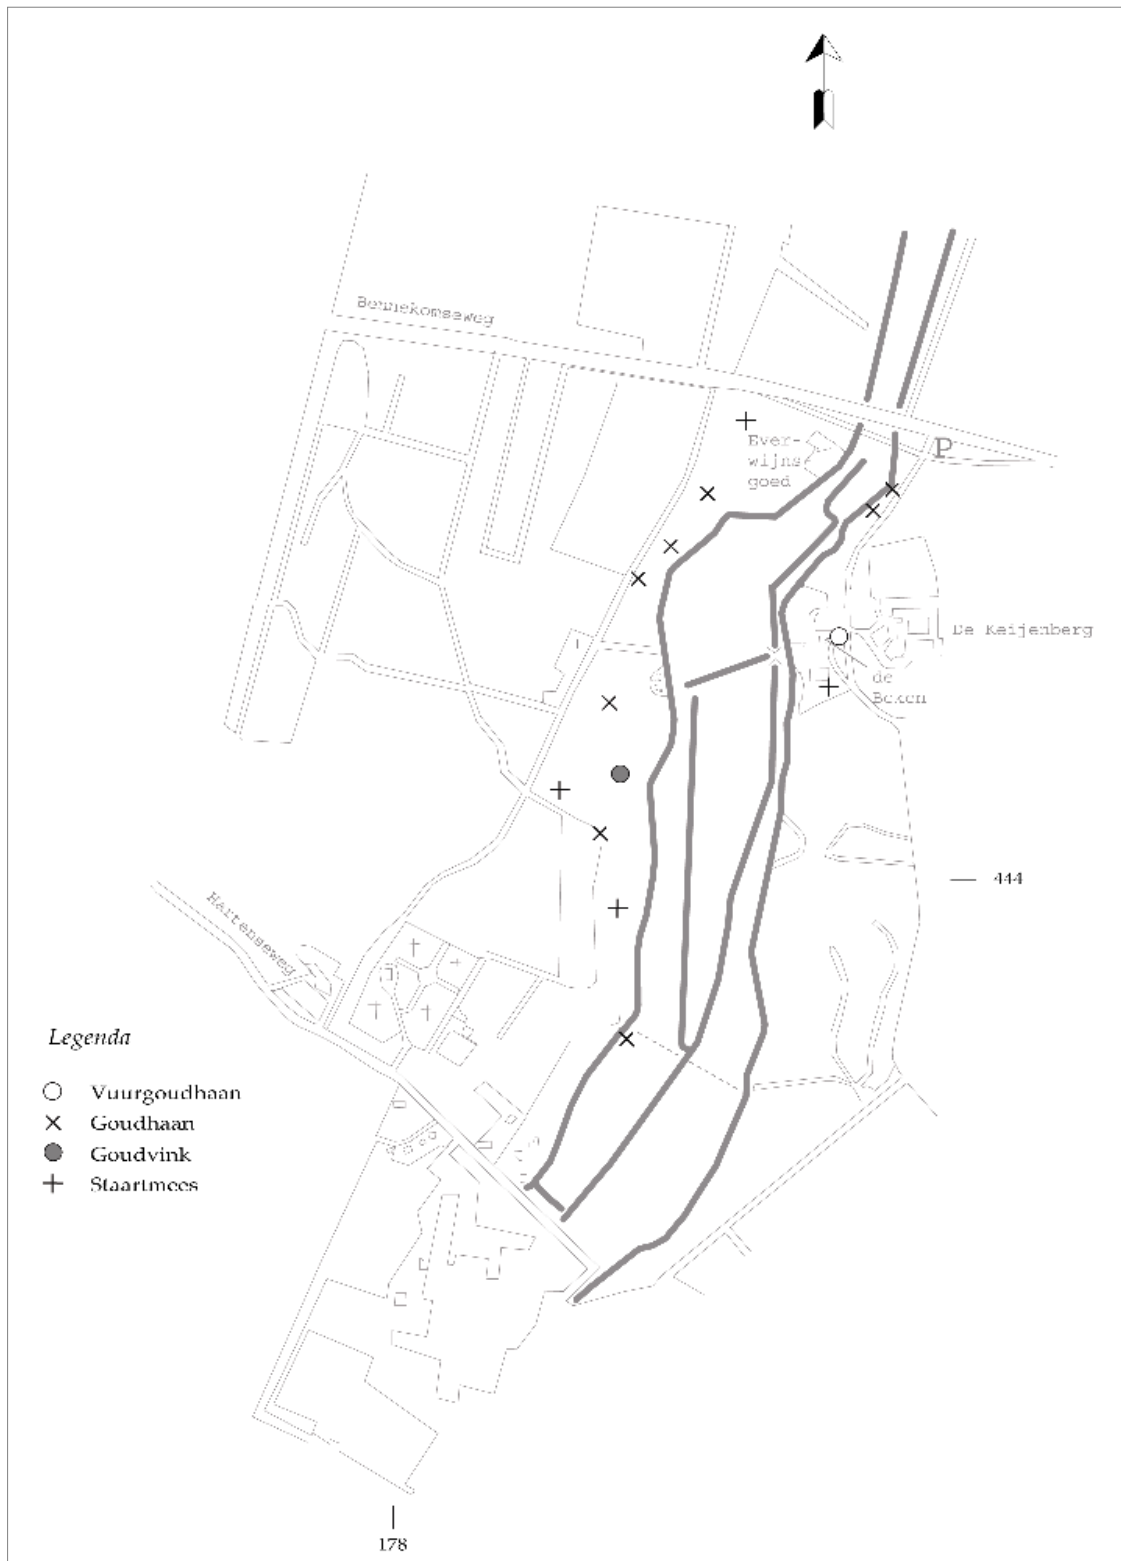 Bennekomseweg
P
Ever-
wijns
goed
De Keijenberg
de
Beken
444
Hartenseweg
Legenda
Vuurgoudhaan
Goudhaan
Goudvink
Staartmees
178